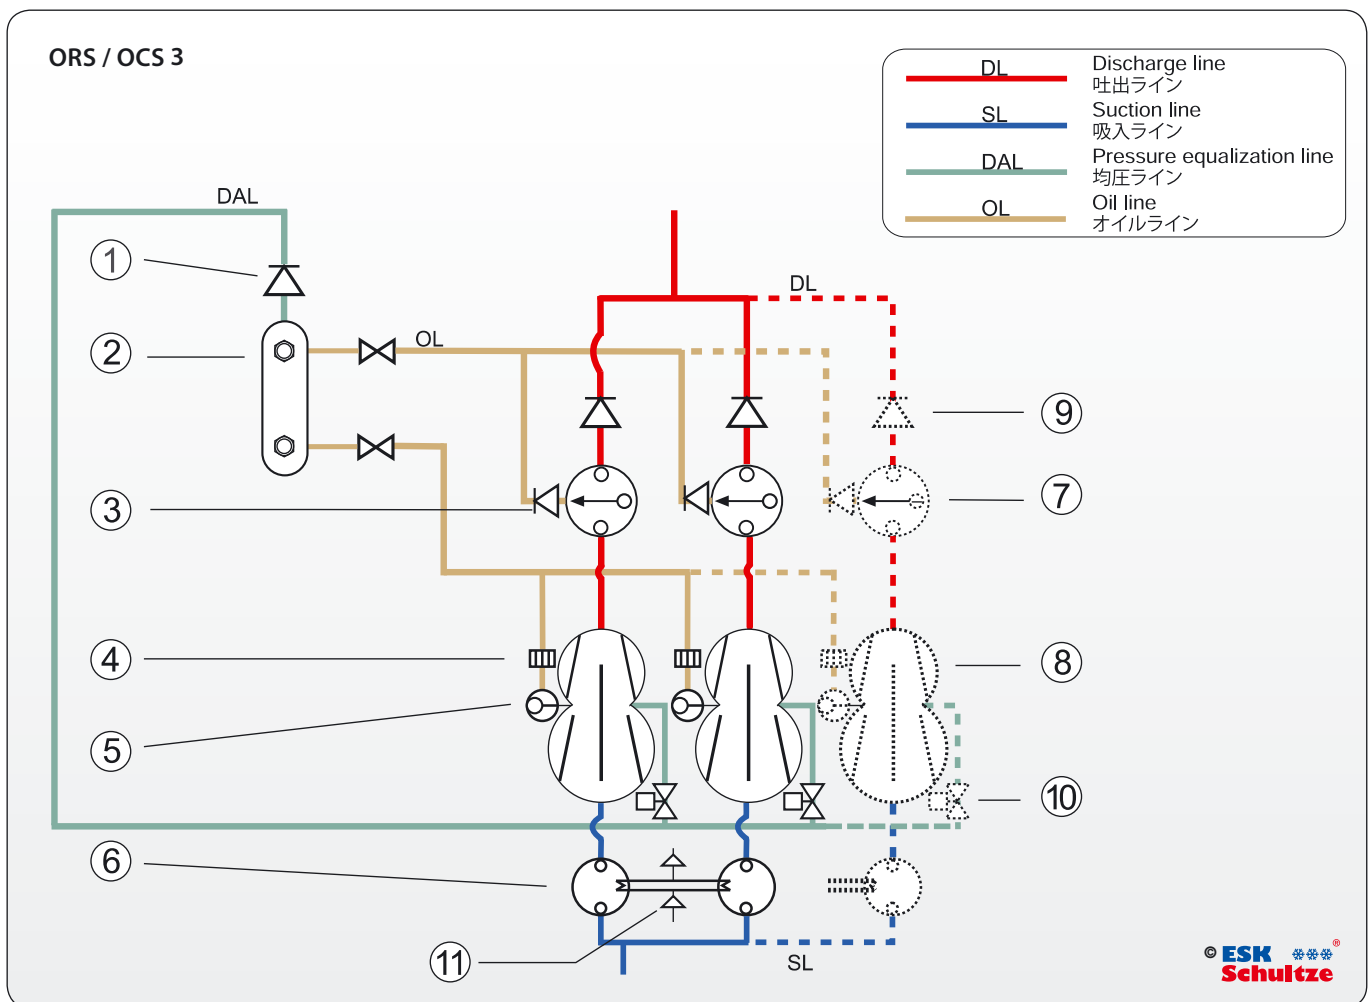 ORS / OCS 3
DL
Discharge line
吐出ライン
SL
Suction line
吸入ライン
DAL
Pressure equalization line
均圧ライン
OL
Oil line
オイルライン
DAL
1
DL
2
OL
9
7
3
4
8
5
10
6
11
SL
© ESK ®
Schultze